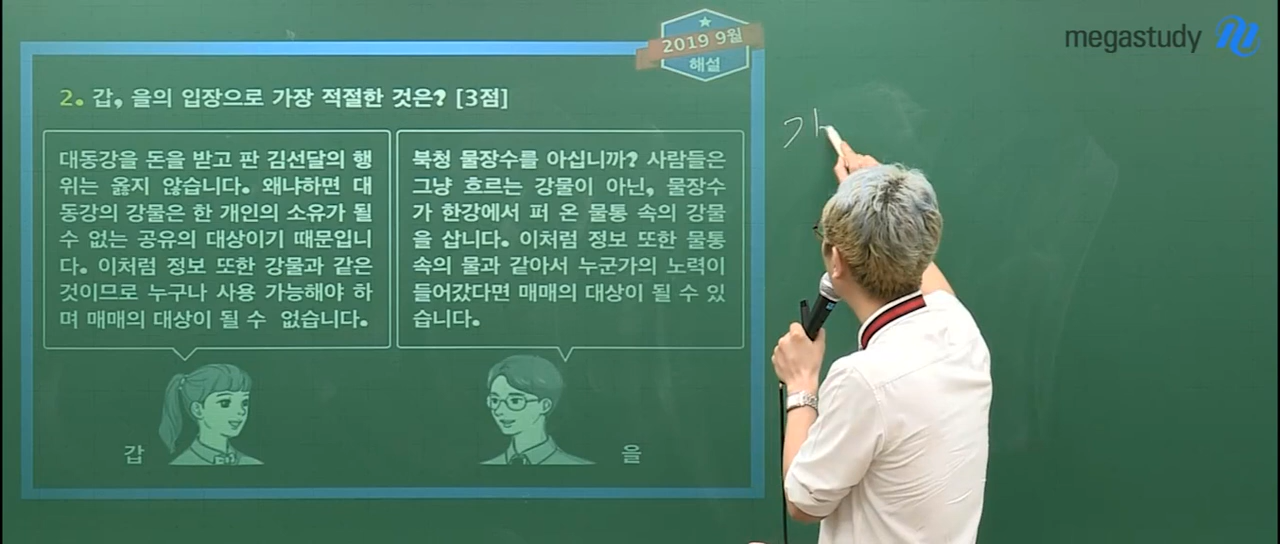 megastudy
2019 9월
해설
2. 갑, 을의 입장으로 가장 적절한 것은? [3점]
대동강을 돈을 받고 판 김선달의 행
위는 옳지 않습니다. 왜냐하면 대
동강의 강물은 한 개인의 소유가 될
수 없는 공유의 대상이기 때문입니
다. 이처럼 정보 또한 강물과 같은
것이므로 누구나 사용 가능해야 하
며 매매의 대상이 될 수 없습니다.
북청 물장수를 아십니까? 사람들은
그냥 흐르는 강물이 아닌, 물장수
가 한강에서 퍼 온 물통 속의 강물
을 삽니다. 이처럼 정보 또한 물통
속의 물과 같아서 누군가의 노력이
들어갔다면 매매의 대상이 될 수 있
습니다.
갑
을
가